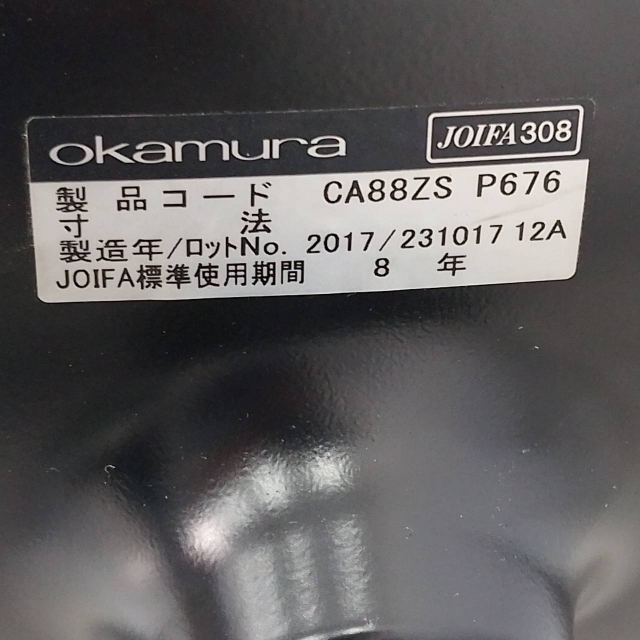 okamura JOIFA308
製品コード CA88ZS P676
寸法
製造年/ロットNo. 2017/231017 12A
JOIFA標準使用期間 8 年